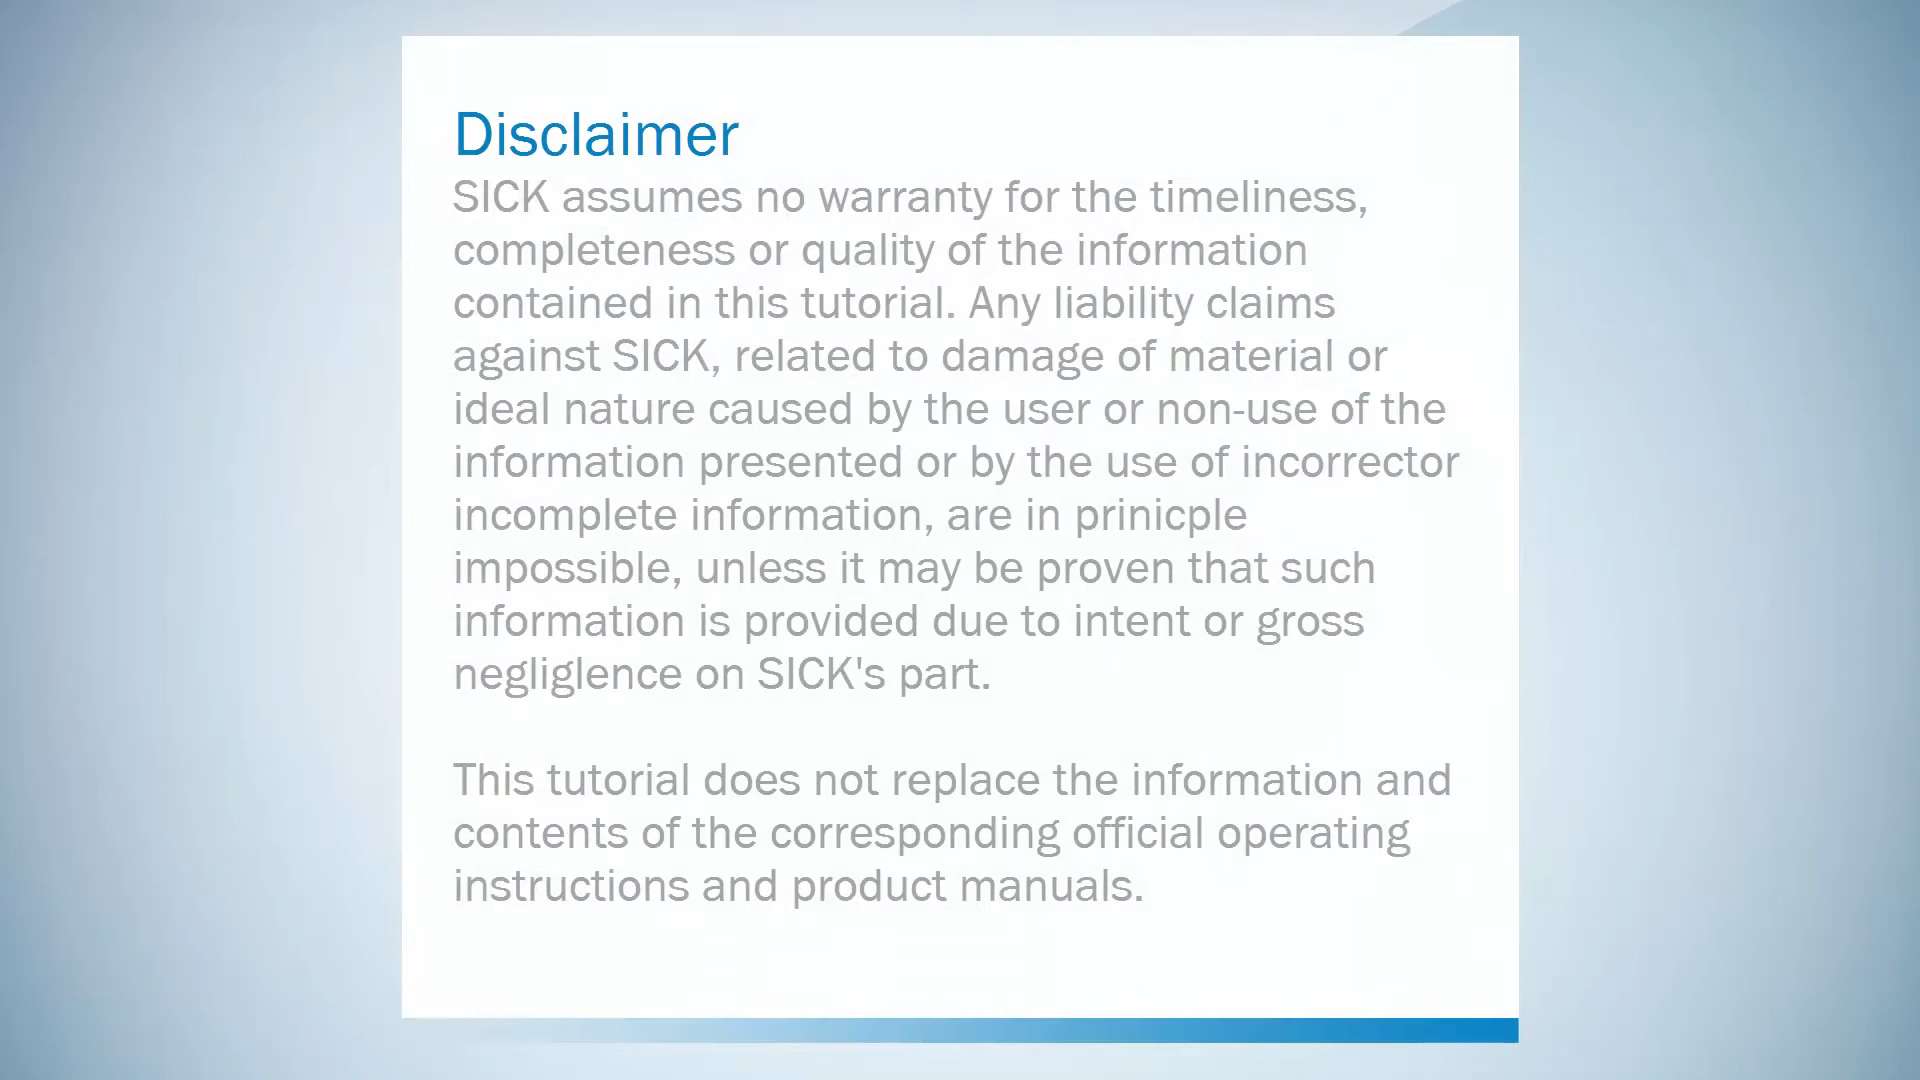 Disclaimer
SICK assumes no warranty for the timeliness,
completeness or quality of the information
contained in this tutorial. Any liability claims
against SICK, related to damage of material or
ideal nature caused by the user or non-use of the
information presented or by the use of incorrector
incomplete information, are in prinicple
impossible, unless it may be proven that such
information is provided due to intent or gross
negliglence on SICK's part.
This tutorial does not replace the information and
contents of the corresponding official operating
instructions and product manuals.